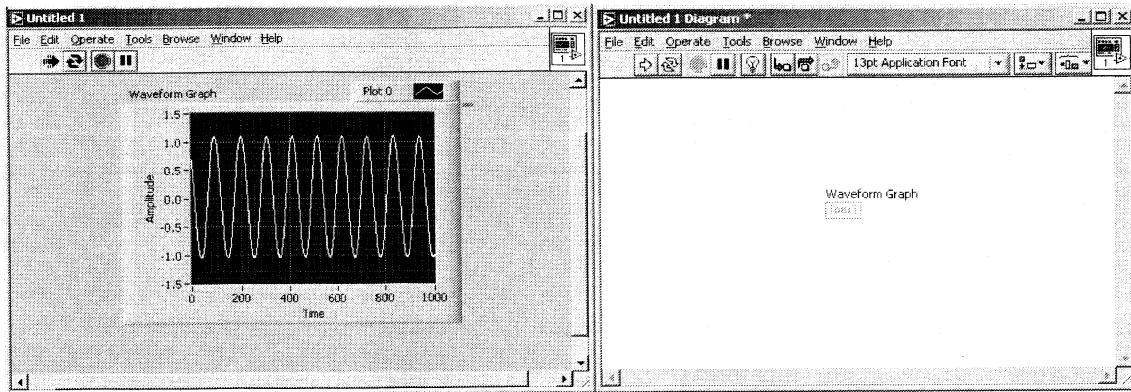 Untitled 1
File Edit Operate Tools Browse Window Help
1
Waveform Graph
Plot 0
1.5
1.0
0.5
0.0
-0.5
-1.0
-1.5
Amplitude
0 200 400 600 800 1000
Time
Untitled 1 Diagram *
File Edit Operate Tools Browse Window Help
13pt Application Font
1
Waveform Graph